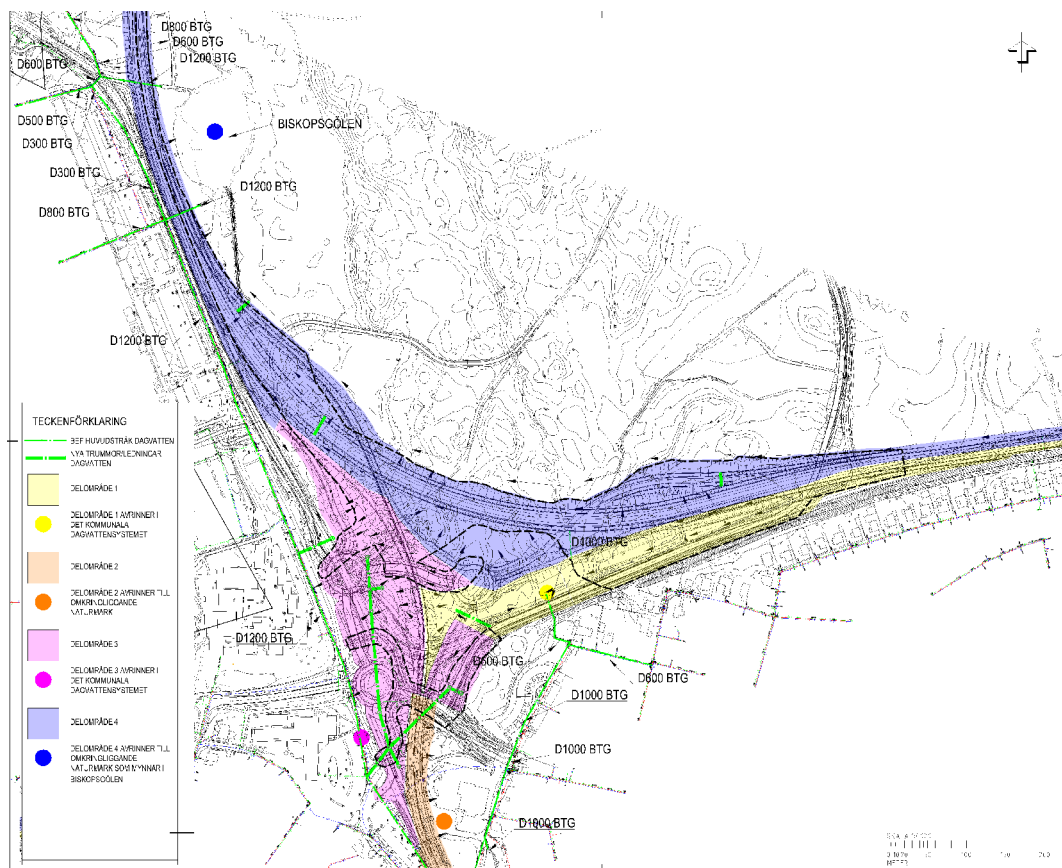 D800 BTG
D600 BTG
D1200 BTG
D600 BTG
D500 BTG
BISKOPSGÖLEN
D300 BTG
D300 BTG
D1200 BTG
D800 BTG
D1200 BTG
TECKENFÖRKLARING
BEF HUVUDSTRÅK DAGVATTEN
NYA TRUMMOR/LEDNINGAR
DAGVATTEN
DELOMRÅDE 1
DELOMRÅDE 1 AVRINNER I
DET KOMMUNALA
DAGVATTENSYSTEMET
DELOMRÅDE 2
DELOMRÅDE 2 AVRINNER TILL
OMKRINGLIGGANDE
NATURMARK
DELOMRÅDE 3
DELOMRÅDE 3 AVRINNER I
DET KOMMUNALA
DAGVATTENSYSTEMET
DELOMRÅDE 4
DELOMRÅDE 4 AVRINNER TILL
OMKRINGLIGGANDE
NATURMARK SOM MYNNAR I
BISKOPSGÖLEN
D1000 BTG
D1200 BTG
D600 BTG
D600 BTG
D1000 BTG
D1000 BTG
D1000 BTG
METER